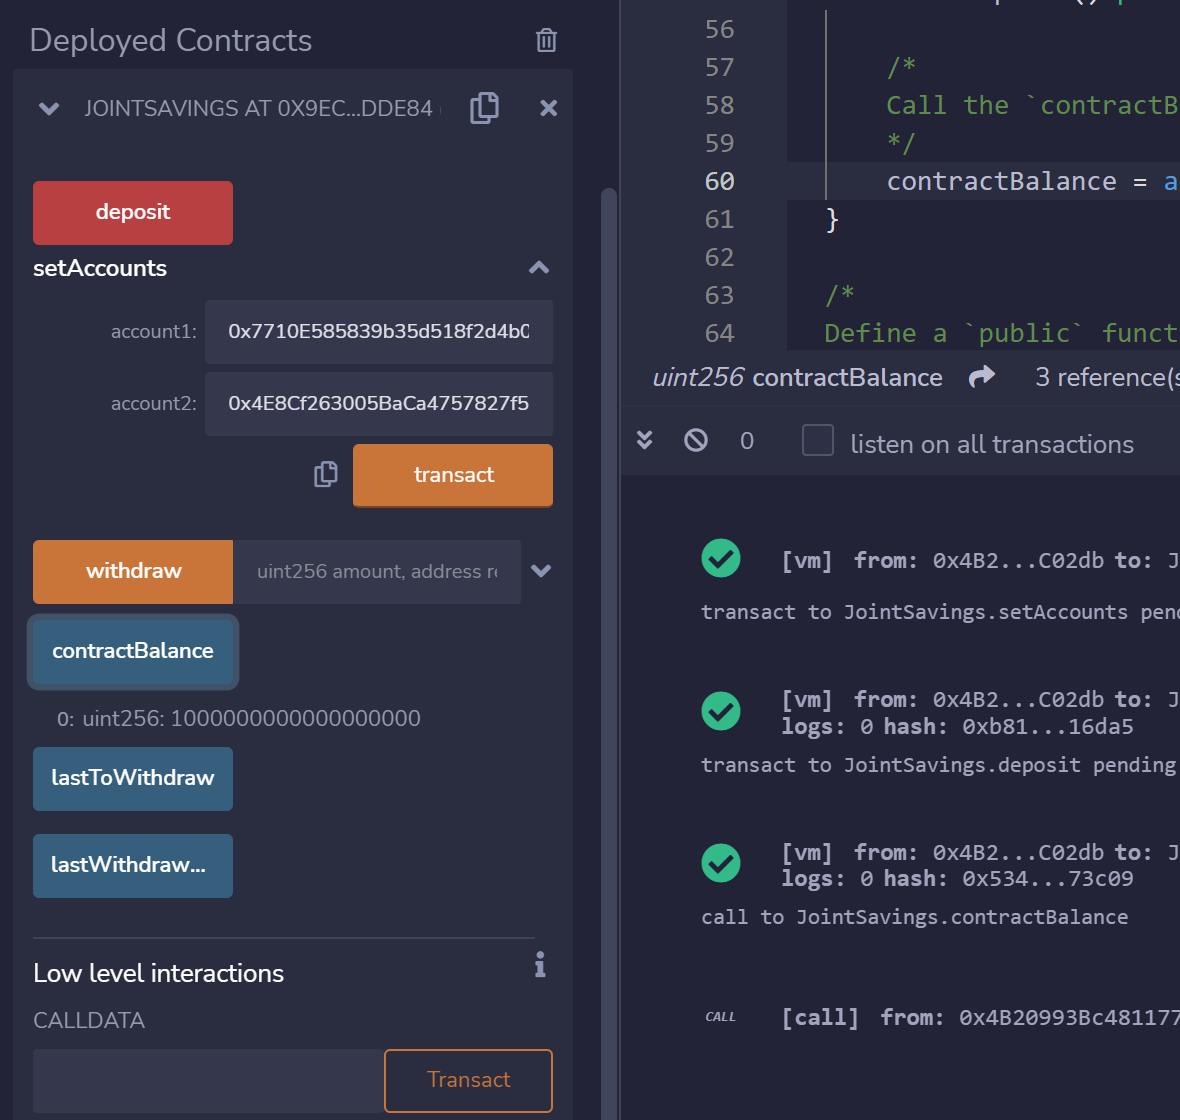 Deployed Contracts
JOINTSAVINGS AT 0X9EC...DDE84
deposit
setAccounts
account1: 0x7710E585839b35d518f2d4b0
account2: 0x4E8Cf263005BaCa4757827f5
transact
withdraw uint256 amount, address re
contractBalance
0: uint256: 1000000000000000000
lastToWithdraw
lastWithdraw...
Low level interactions
CALLDATA
Transact
56
57 /*
58 Call the `contractB
59 */
60 contractBalance = a
61 }
62
63 /*
64 Define a `public` funct
uint256 contractBalance 3 reference(s
0 listen on all transactions
[vm] from: 0x4B2...C02db to: J
transact to JointSavings.setAccounts pend
[vm] from: 0x4B2...C02db to: J
logs: 0 hash: 0xb81...16da5
transact to JointSavings.deposit pending
[vm] from: 0x4B2...C02db to: J
logs: 0 hash: 0x534...73c09
call to JointSavings.contractBalance
CALL [call] from: 0x4B20993Bc481177